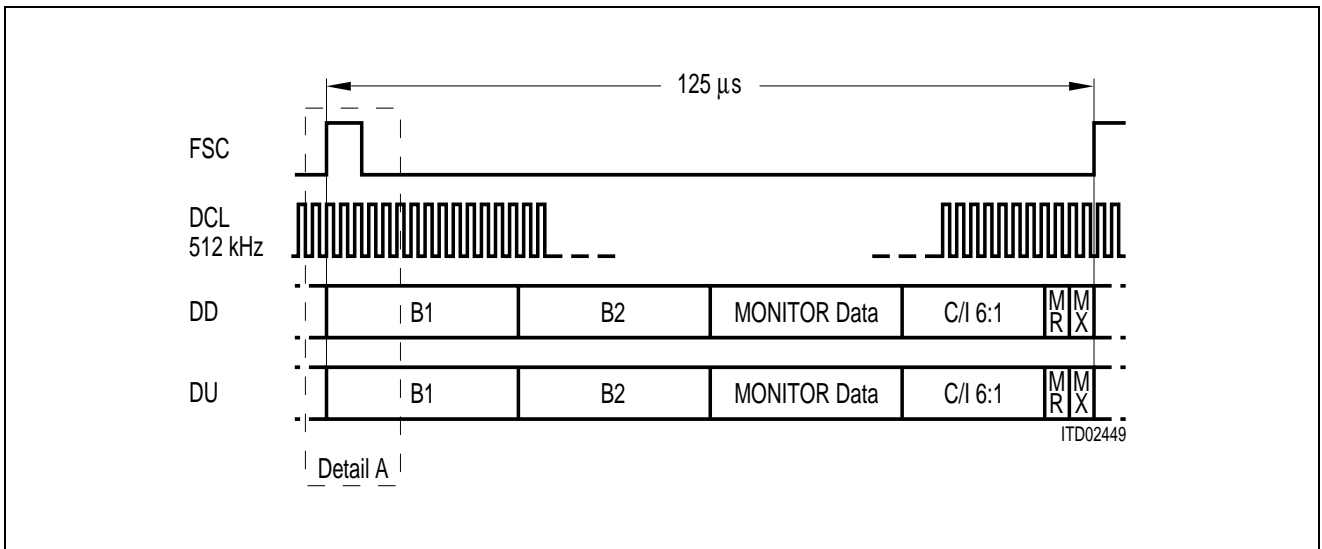 125 μs
FSC
DCL
512 kHz
DD B1 B2 MONITOR Data C/I 6:1 MR MX
DU B1 B2 MONITOR Data C/I 6:1 MR MX
ITD02449
Detail A